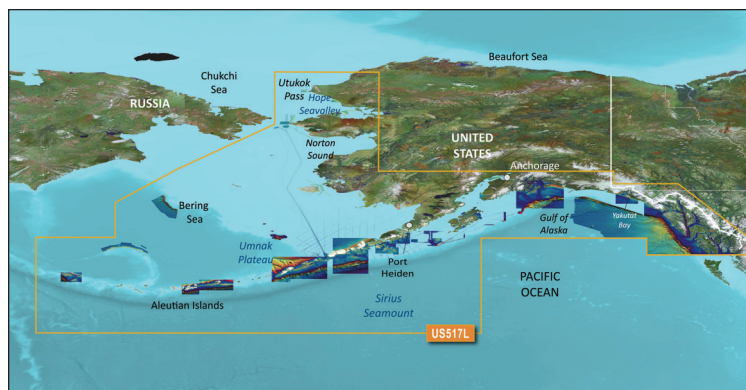 Beaufort Sea
Chukchi
Sea
Utukok
Pass
RUSSIA
Hope
Seavalley
UNITED
STATES
Norton
Sound
Anchorage
Bering
Sea
Gulf of
Alaska
Yakutat
Bay
Umnak
Plateau
Port
Heiden
PACIFIC
OCEAN
Aleutian Islands
Sirius
Seamount
US517L